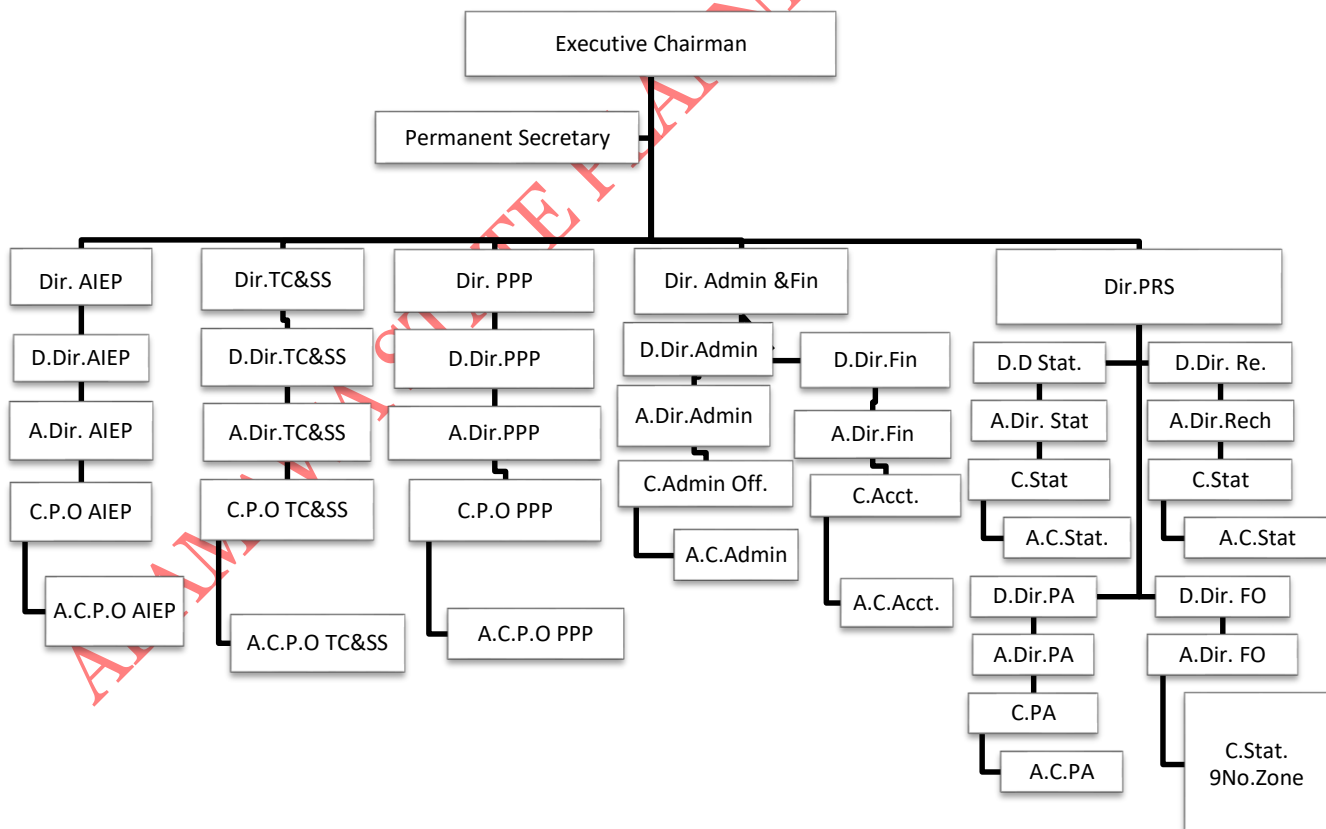 Executive Chairman
Permanent Secretary
Dir. AIEP
Dir.TC&SS
Dir. PPP
Dir. Admin &Fin
Dir.PRS
D.Dir.AIEP
D.Dir.TC&SS
D.Dir.PPP
D.Dir.Admin
D.Dir.Fin
D.D Stat.
D.Dir. Re.
A.Dir. AIEP
A.Dir.TC&SS
A.Dir.PPP
A.Dir.Admin
A.Dir.Fin
A.Dir. Stat
A.Dir.Rech
C.P.O AIEP
C.P.O TC&SS
C.P.O PPP
C.Admin Off.
C.Acct.
C.Stat
C.Stat
A.C.P.O AIEP
A.C.P.O TC&SS
A.C.P.O PPP
A.C.Admin
A.C.Acct.
A.C.Stat.
A.C.Stat
D.Dir.PA
D.Dir. FO
A.Dir.PA
A.Dir. FO
C.PA
A.C.PA
C.Stat.
9No.Zone